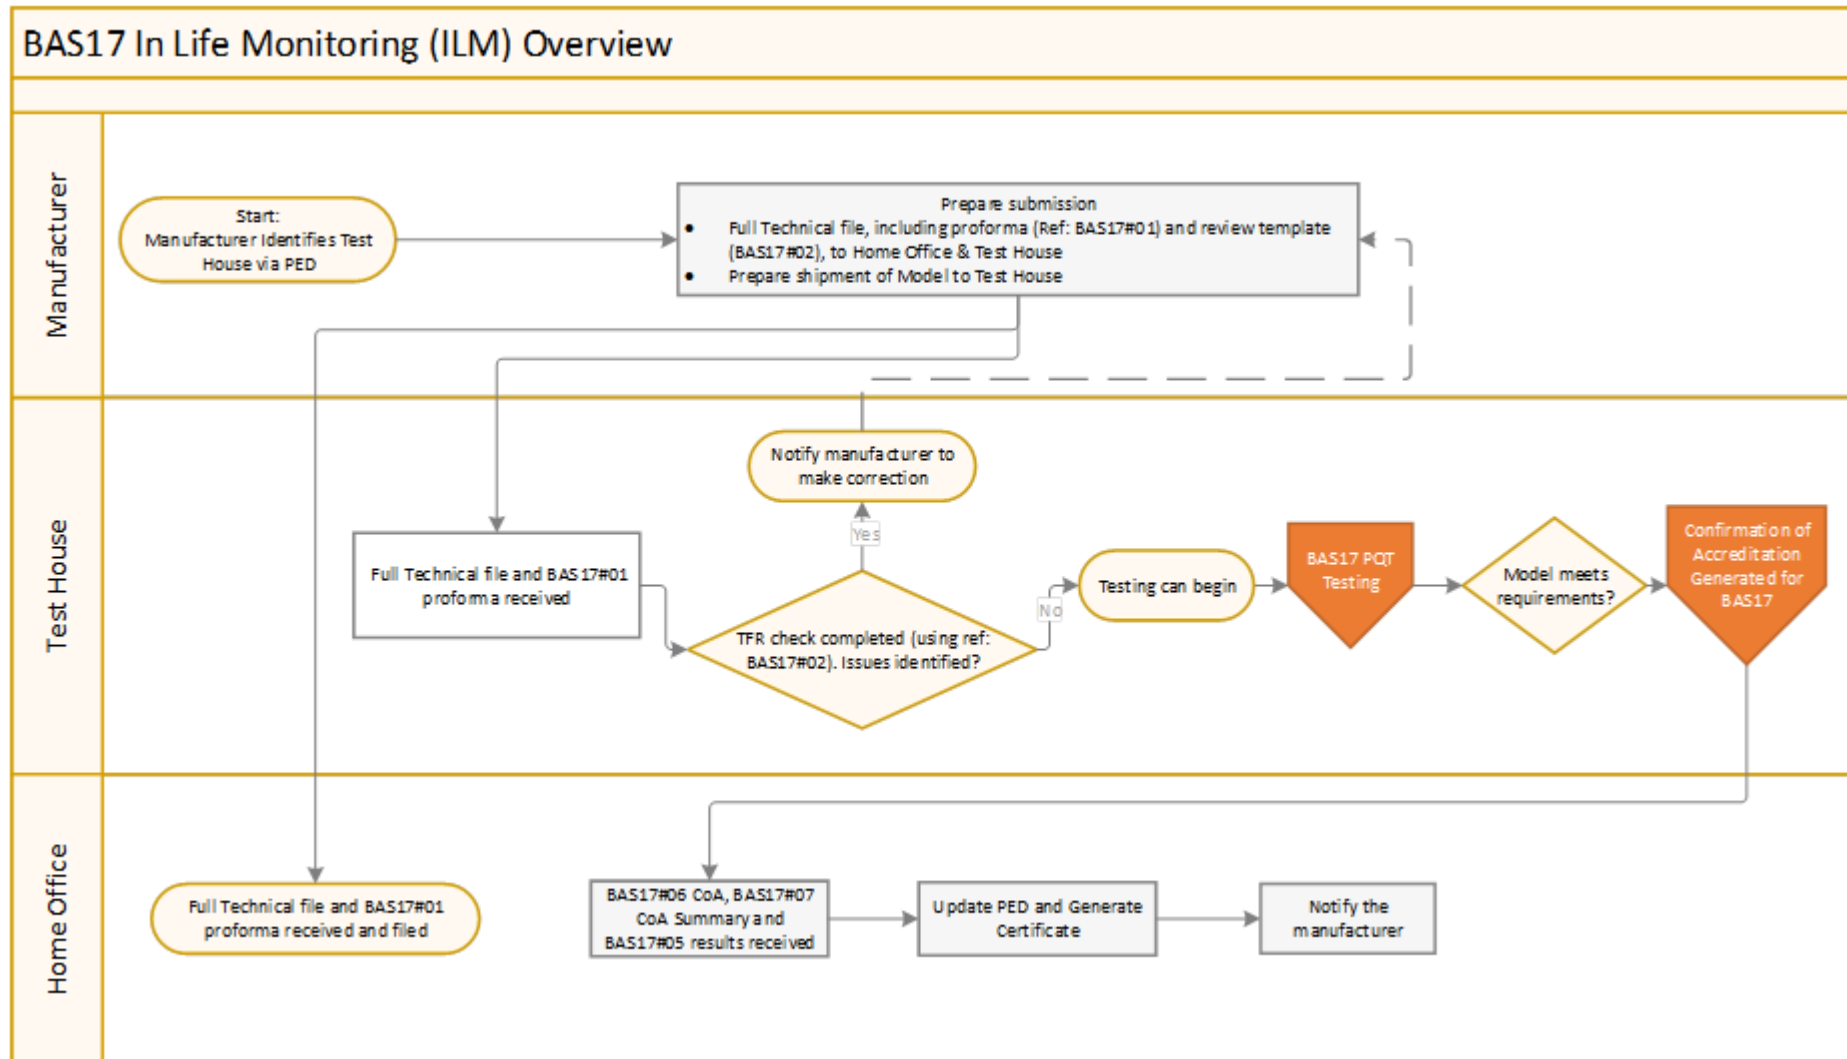 BAS17 In Life Monitoring (ILM) Overview
Manufacturer
Start:
Manufacturer Identifies Test
House via PED
Prepare submission
• Full Technical file, including proforma (Ref: BAS17#01) and review template
(BAS17#02), to Home Office & Test House
• Prepare shipment of Model to Test House
Test House
Notify manufacturer to
make correction
Yes
Full Technical file and BAS17#01
proforma received
TFR check completed (using ref:
BAS17#02). Issues identified?
No
Testing can begin
BAS17 PQT
Testing
Model meets
requirements?
Confirmation of
Accreditation
Generated for
BAS17
Home Office
Full Technical file and BAS17#01
proforma received and filed
BAS17#06 CoA, BAS17#07
CoA Summary and
BAS17#05 results received
Update PED and Generate
Certificate
Notify the
manufacturer